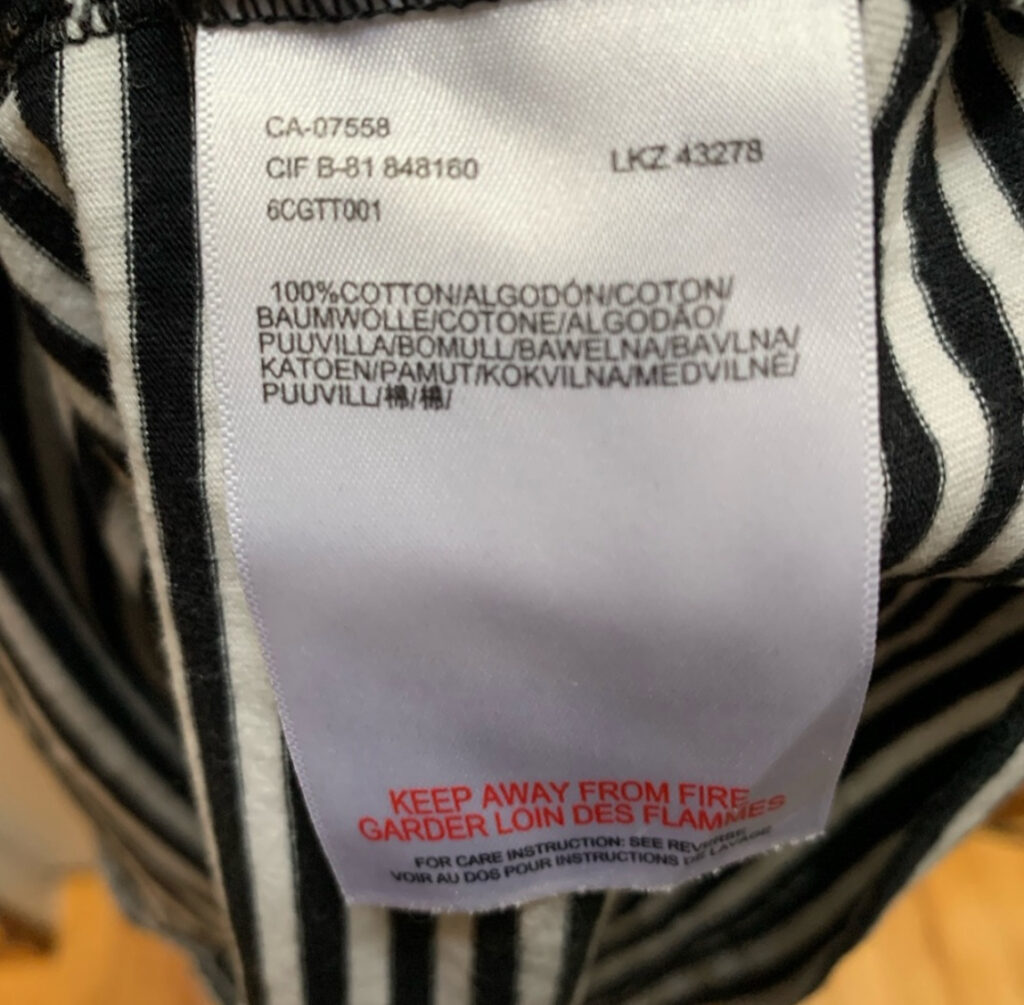 CA-07558
CIF B-81 848160
LKZ 43278
6CGTT001
100%COTTON/ALGODÓN/COTON/
BAUMWOLLE/COTONE/ALGODÃO/
PUUVILLA/BOMULL/BAWELNA/BAVLNA/
KATOEN/PAMUT/KOKVILNA/MEDVILNÉ/
PUUVILL/棉/棉/
KEEP AWAY FROM FIRE
GARDER LOIN DES FLAMMES
FOR CARE INSTRUCTION: SEE REVERSE
VOIR AU DOS POUR INSTRUCTIONS DE LAVAGE